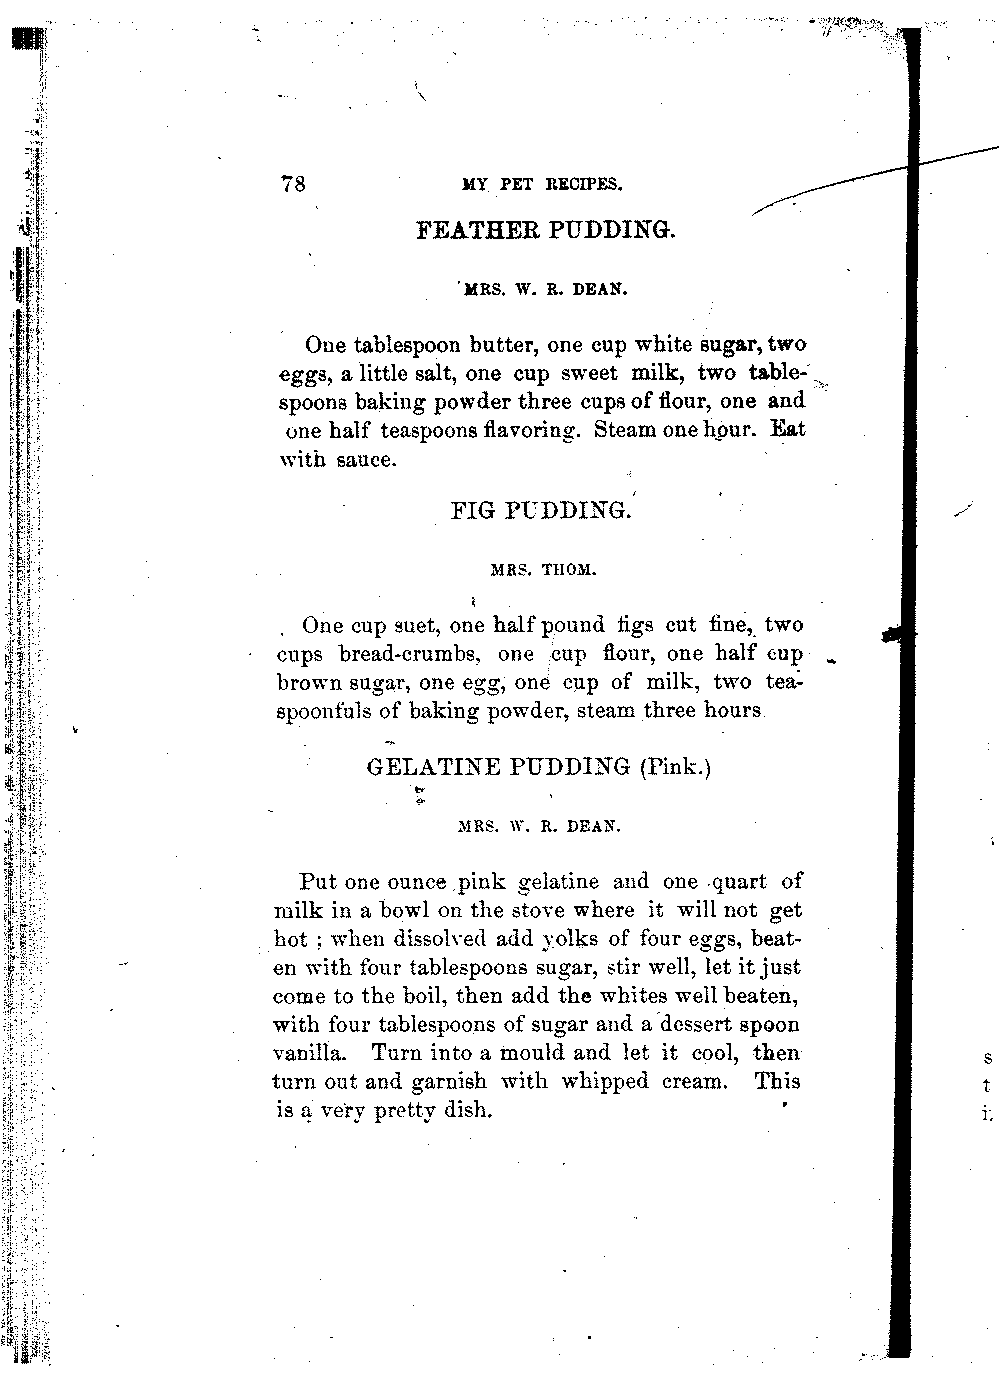 78 MY PET RECIPES.
FEATHER PUDDING.
MRS. W. R. DEAN.
One tablespoon butter, one cup white sugar, two
eggs, a little salt, one cup sweet milk, two table-
spoons baking powder three cups of flour, one and
one half teaspoons flavoring. Steam one hour. Eat
with sauce.
FIG PUDDING.
MRS. THOM.
One cup suet, one half pound figs cut fine, two
cups bread-crumbs, one cup flour, one half cup
brown sugar, one egg, one cup of milk, two tea-
spoonfuls of baking powder, steam three hours
GELATINE PUDDING (Pink.)
MRS. W. R. DEAN.
Put one ounce pink gelatine and one quart of
milk in a bowl on the stove where it will not get
hot ; when dissolved add yolks of four eggs, beat-
en with four tablespoons sugar, stir well, let it just
come to the boil, then add the whites well beaten,
with four tablespoons of sugar and a dessert spoon
vanilla. Turn into a mould and let it cool, then
turn out and garnish with whipped cream. This
is a very pretty dish.
s
t